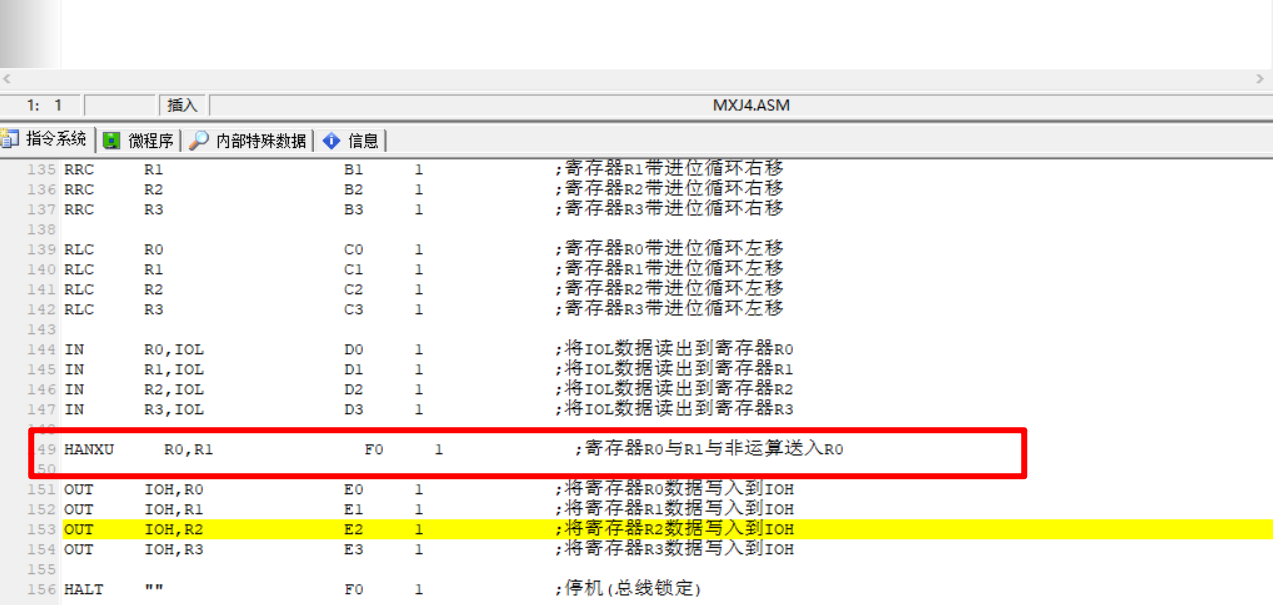 1: 1 插入 MXJ4.ASM
指令系统 微程序 内部特殊数据 信息
135 RRC R1 B1 1 ;寄存器R1带进位循环右移
136 RRC R2 B2 1 ;寄存器R2带进位循环右移
137 RRC R3 B3 1 ;寄存器R3带进位循环右移
138
139 RLC R0 C0 1 ;寄存器R0带进位循环左移
140 RLC R1 C1 1 ;寄存器R1带进位循环左移
141 RLC R2 C2 1 ;寄存器R2带进位循环左移
142 RLC R3 C3 1 ;寄存器R3带进位循环左移
143
144 IN R0,IOL D0 1 ;将IOL数据读出到寄存器R0
145 IN R1,IOL D1 1 ;将IOL数据读出到寄存器R1
146 IN R2,IOL D2 1 ;将IOL数据读出到寄存器R2
147 IN R3,IOL D3 1 ;将IOL数据读出到寄存器R3
148
149 HANXU R0,R1 F0 1 ;寄存器R0与R1与非运算送入R0
150
151 OUT IOH,R0 E0 1 ;将寄存器R0数据写入到IOH
152 OUT IOH,R1 E1 1 ;将寄存器R1数据写入到IOH
153 OUT IOH,R2 E2 1 ;将寄存器R2数据写入到IOH
154 OUT IOH,R3 E3 1 ;将寄存器R3数据写入到IOH
155
156 HALT "" F0 1 ;停机(总线锁定)